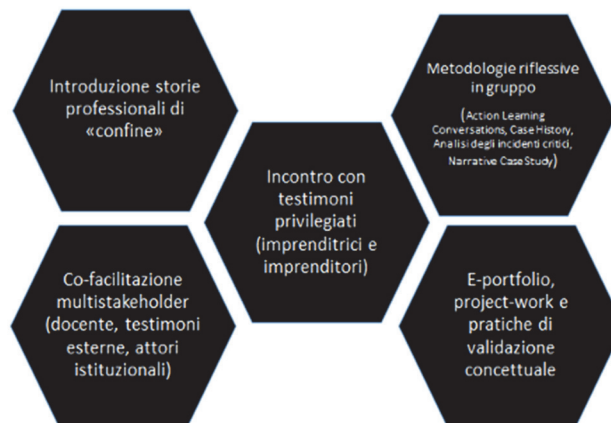 Introduzione storie
professionali di
«confine»
Metodologie riflessive
in gruppo
(Action Learning
Conversations, Case History,
Analisi degli incidenti critici,
Narrative Case Study)
Incontro con
testimoni
privilegiati
(imprenditrici e
imprenditori)
Co-facilitazione
multistakeholder
(docente, testimoni
esterne, attori
istituzionali)
E-portfolio,
project-work e
pratiche di
validazione
concettuale